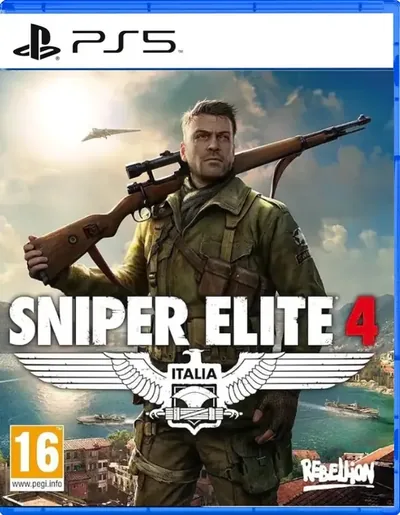 PS5
SNIPER ELITE 4
ITALIA
16
www.pegi.info
REBELLION